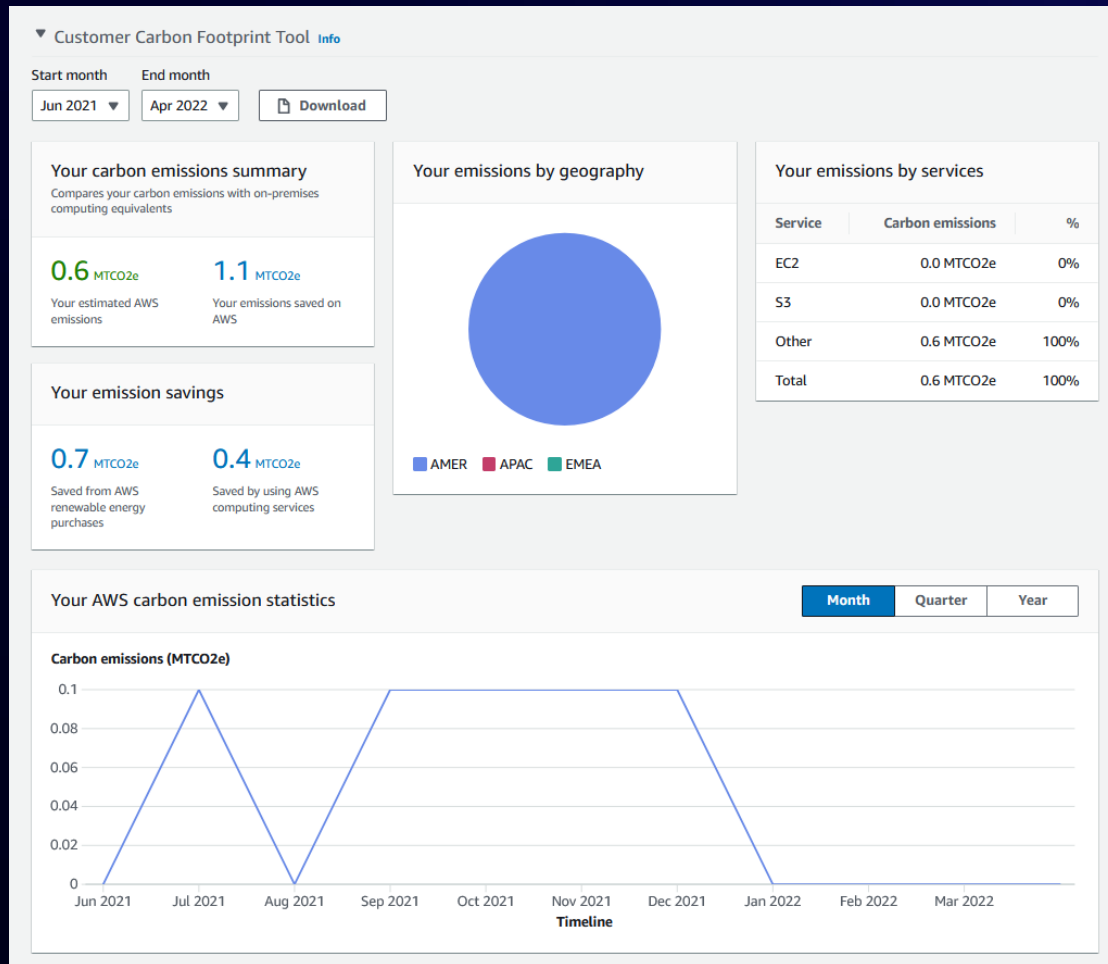 Customer Carbon Footprint Tool Info
Start month End month
Jun 2021 Apr 2022 Download
Your carbon emissions summary
Compares your carbon emissions with on-premises
computing equivalents
0.6 MTCO2e 1.1 MTCO2e
Your estimated AWS Your emissions saved on
emissions AWS
Your emission savings
0.7 MTCO2e 0.4 MTCO2e
Saved from AWS Saved by using AWS
renewable energy computing services
purchases
Your emissions by geography
AMER APAC EMEA
Your emissions by services
Service Carbon emissions %
EC2 0.0 MTCO2e 0%
S3 0.0 MTCO2e 0%
Other 0.6 MTCO2e 100%
Total 0.6 MTCO2e 100%
Your AWS carbon emission statistics
Month Quarter Year
Carbon emissions (MTCO2e)
0.1
0.08
0.06
0.04
0.02
0
Jun 2021 Jul 2021 Aug 2021 Sep 2021 Oct 2021 Nov 2021 Dec 2021 Jan 2022 Feb 2022 Mar 2022
Timeline